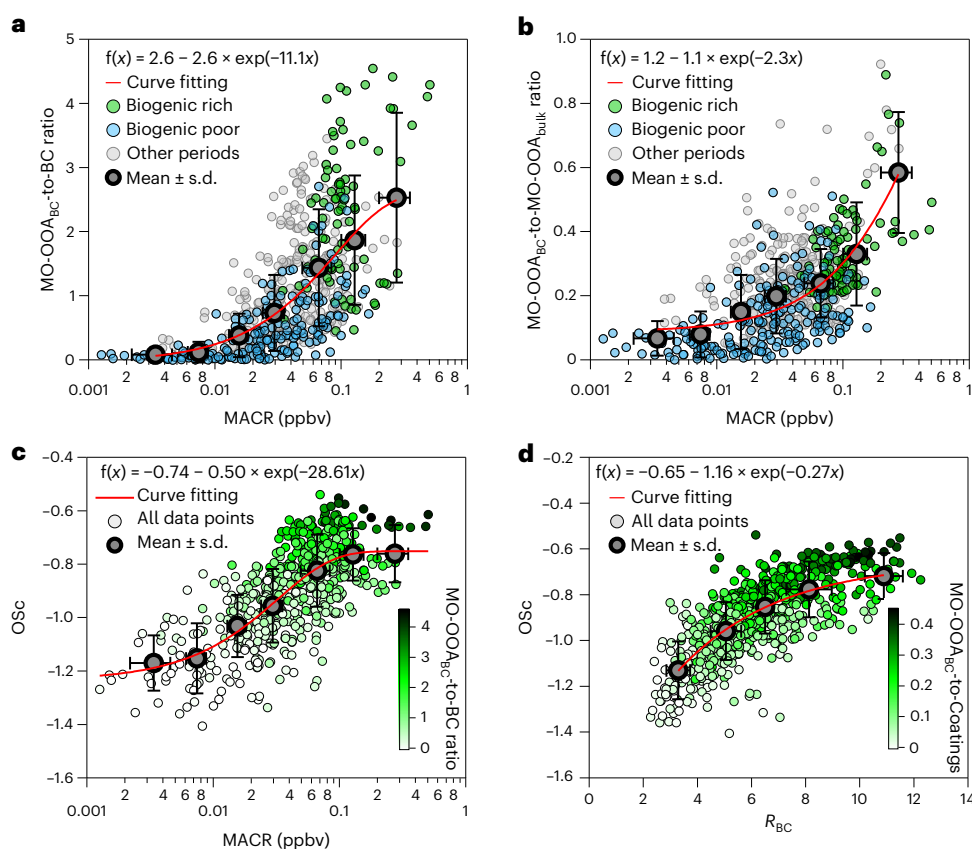 a
f(x) = 2.6 − 2.6 × exp(−11.1x)
Curve fitting
Biogenic rich
Biogenic poor
Other periods
Mean ± s.d.
MO-OOA_BC-to-BC ratio
5
4
3
2
1
0
0.001 2 4 6 8 0.01 2 4 6 8 0.1 2 4 6 8 1
MACR (ppbv)
b
f(x) = 1.2 − 1.1 × exp(−2.3x)
Curve fitting
Biogenic rich
Biogenic poor
Other periods
Mean ± s.d.
MO-OOA_BC-to-MO-OOA_bulk ratio
1.0
0.8
0.6
0.4
0.2
0
0.001 2 4 6 8 0.01 2 4 6 8 0.1 2 4 6 8 1
MACR (ppbv)
c
f(x) = −0.74 − 0.50 × exp(−28.61x)
Curve fitting
All data points
Mean ± s.d.
OSc
−0.4
−0.6
−0.8
−1.0
−1.2
−1.4
−1.6
4
3
2
1
0
MO-OOA_BC-to-BC ratio
0.001 2 4 6 8 0.01 2 4 6 8 0.1 2 4 6 8 1
MACR (ppbv)
d
f(x) = −0.65 − 1.16 × exp(−0.27x)
Curve fitting
All data points
Mean ± s.d.
OSc
−0.2
−0.4
−0.6
−0.8
−1.0
−1.2
−1.4
−1.6
0.4
0.3
0.2
0.1
0
MO-OOA_BC-to-Coatings
0 2 4 6 8 10 12 14
R_BC